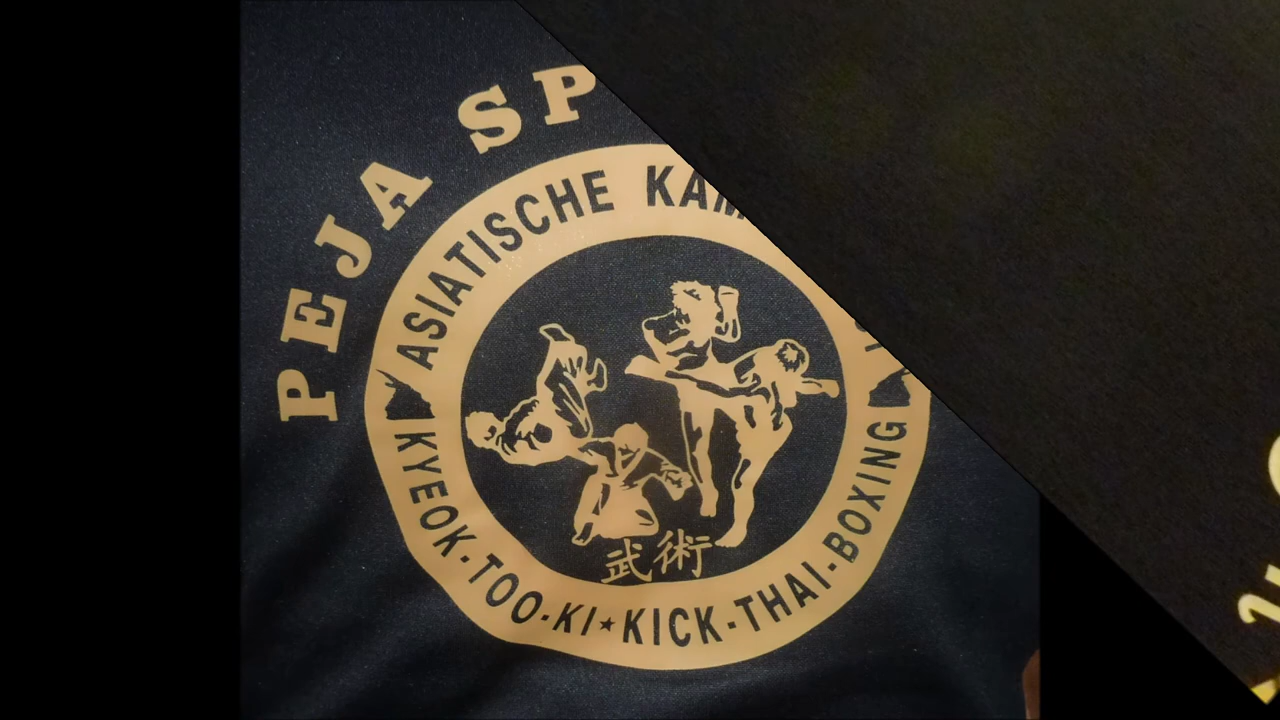 PEJA SP
ASIATISCHE KAM
KYEOK-TOO-KI★KICK-THAI-BOXING
武術